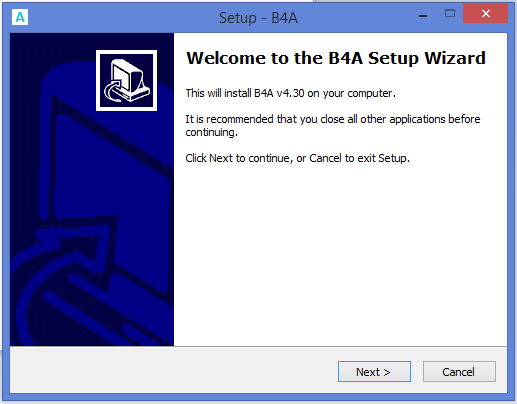 A
Setup - B4A
Welcome to the B4A Setup Wizard
This will install B4A v4.30 on your computer.
It is recommended that you close all other applications before
continuing.
Click Next to continue, or Cancel to exit Setup.
Next >
Cancel